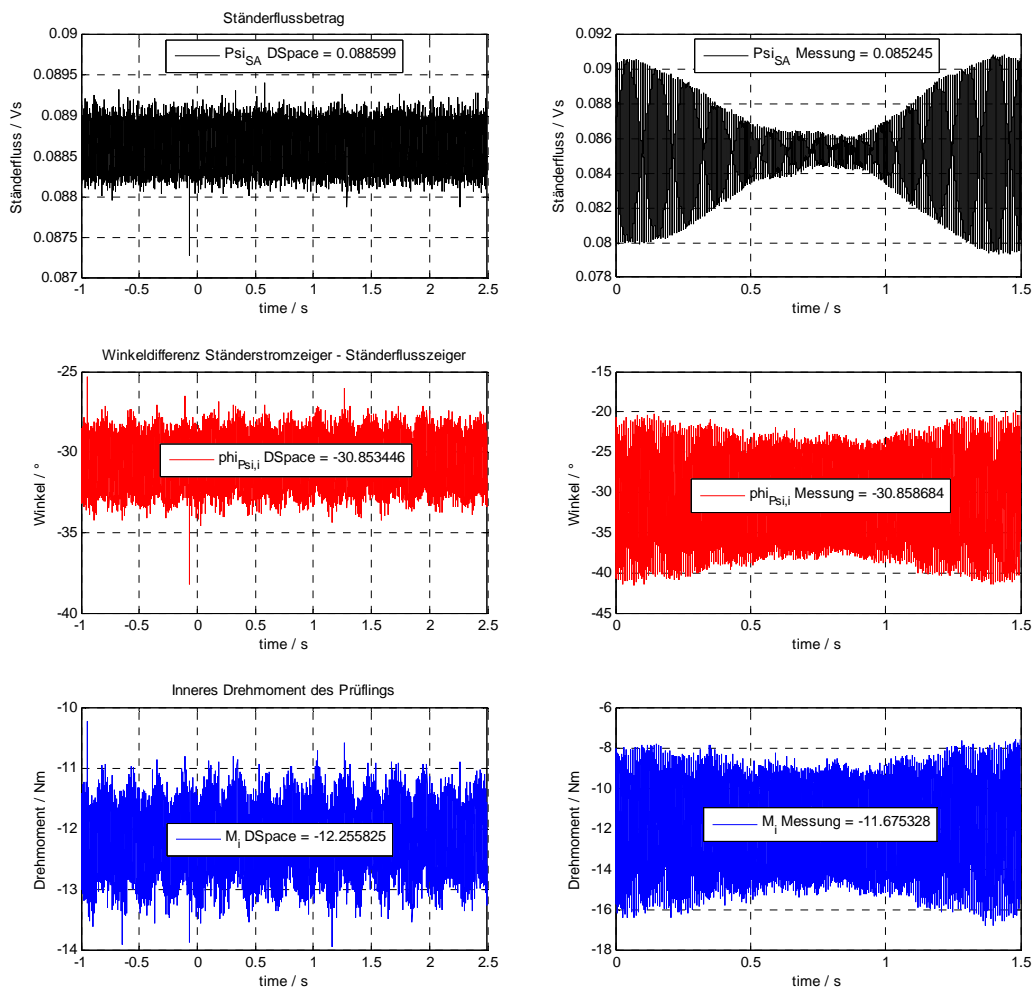 Ständerflussbetrag
0.09
0.0895
0.089
0.0885
0.088
0.0875
0.087
Ständerfluss / Vs
Psi_SA DSpace = 0.088599
-1 -0.5 0 0.5 1 1.5 2 2.5
time / s
0.092
0.09
0.088
0.086
0.084
0.082
0.08
0.078
Ständerfluss / Vs
Psi_SA Messung = 0.085245
0 0.5 1 1.5
time / s
Winkeldifferenz Ständerstromzeiger - Ständerflusszeiger
-25
-30
-35
-40
Winkel / °
phi_Psi,i DSpace = -30.853446
-1 -0.5 0 0.5 1 1.5 2 2.5
time / s
-15
-20
-25
-30
-35
-40
-45
Winkel / °
phi_Psi,i Messung = -30.858684
0 0.5 1 1.5
time / s
Inneres Drehmoment des Prüflings
-10
-11
-12
-13
-14
Drehmoment / Nm
M_i DSpace = -12.255825
-1 -0.5 0 0.5 1 1.5 2 2.5
time / s
-6
-8
-10
-12
-14
-16
-18
Drehmoment / Nm
M_i Messung = -11.675328
0 0.5 1 1.5
time / s